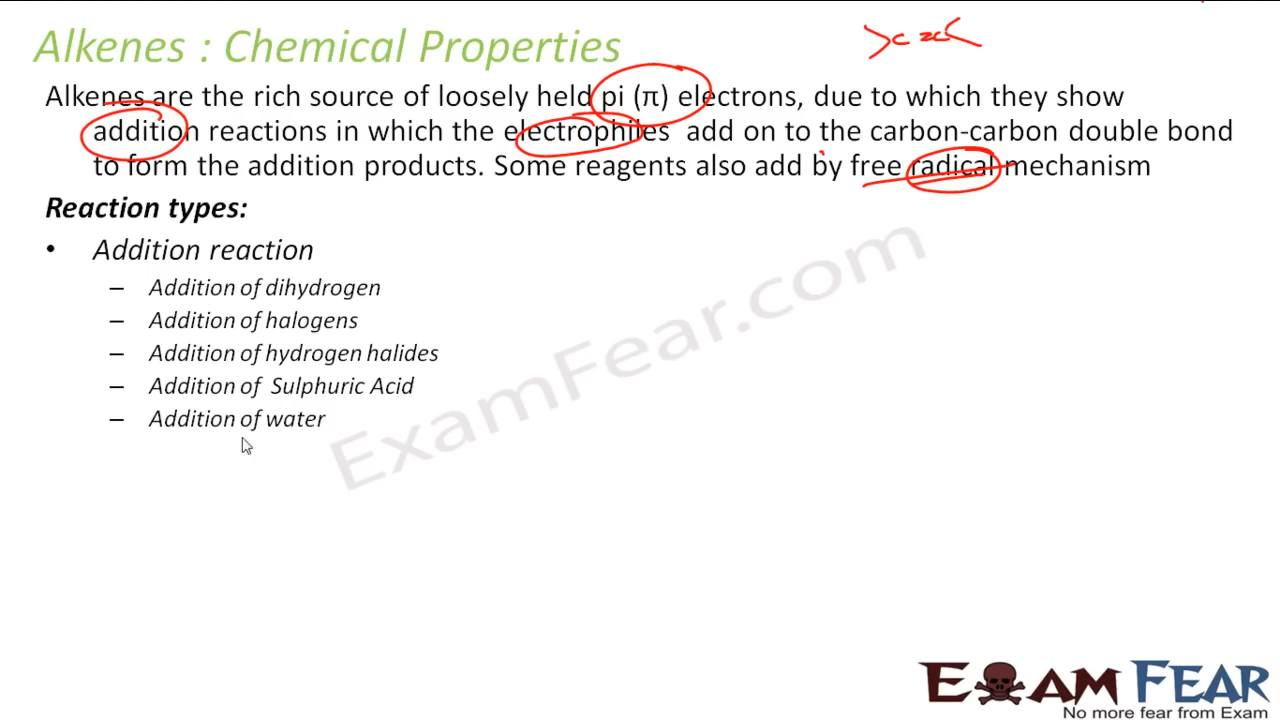 Alkenes : Chemical Properties
>C=C<
Alkenes are the rich source of loosely held pi (π) electrons, due to which they show
addition reactions in which the electrophiles add on to the carbon-carbon double bond
to form the addition products. Some reagents also add by free radical mechanism
Reaction types:
• Addition reaction
– Addition of dihydrogen
– Addition of halogens
– Addition of hydrogen halides
– Addition of Sulphuric Acid
– Addition of water
ExamFear.com
EXAM FEAR
No more fear from Exam